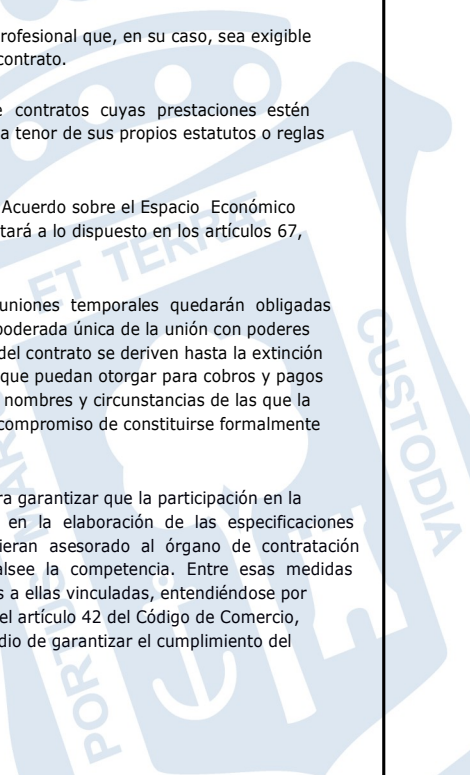 rofesional que, en su caso, sea exigible
contrato.
e contratos cuyas prestaciones estén
a tenor de sus propios estatutos o reglas
Acuerdo sobre el Espacio Económico
tará a lo dispuesto en los artículos 67,
uniones temporales quedarán obligadas
poderada única de la unión con poderes
del contrato se deriven hasta la extinción
que puedan otorgar para cobros y pagos
nombres y circunstancias de las que la
compromiso de constituirse formalmente
ra garantizar que la participación en la
en la elaboración de las especificaciones
ieran asesorado al órgano de contratación
alsee la competencia. Entre esas medidas
s a ellas vinculadas, entendiéndose por
el artículo 42 del Código de Comercio,
dio de garantizar el cumplimiento del
ET TERRÆ
CUSTODIA
PORTUS MAR